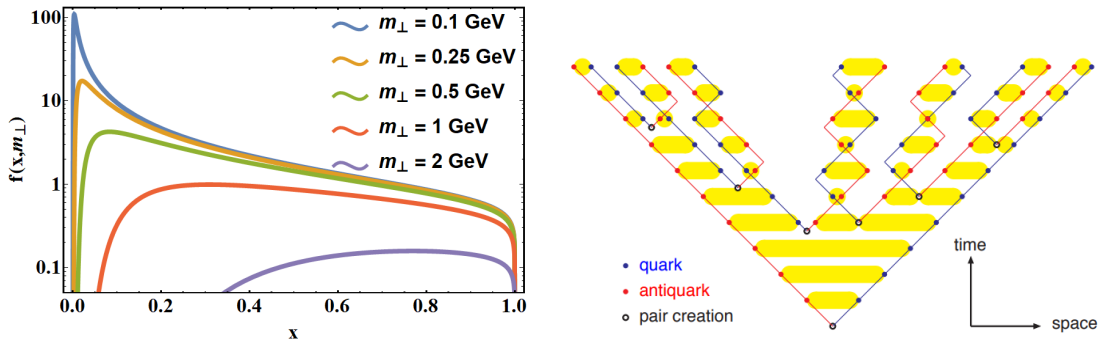 f(x,m⊥)
100
10
1
0.1
0.0 0.2 0.4 0.6 0.8 1.0
x
m⊥ = 0.1 GeV
m⊥ = 0.25 GeV
m⊥ = 0.5 GeV
m⊥ = 1 GeV
m⊥ = 2 GeV
quark
antiquark
pair creation
time
space